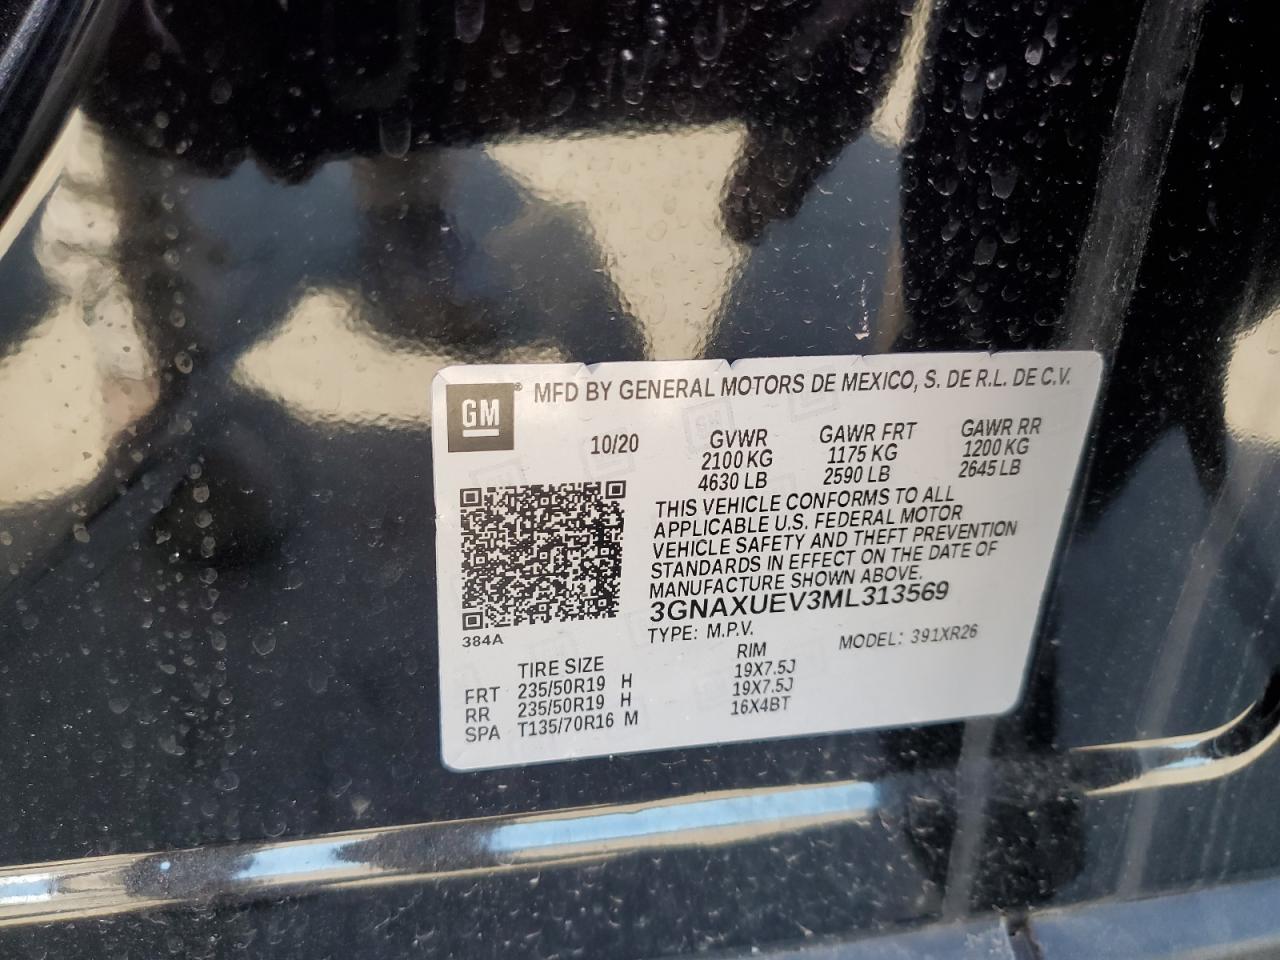 GM® MFD BY GENERAL MOTORS DE MEXICO, S. DE R.L. DE C.V.
10/20 GVWR GAWR FRT GAWR RR
2100 KG 1175 KG 1200 KG
4630 LB 2590 LB 2645 LB
THIS VEHICLE CONFORMS TO ALL
APPLICABLE U.S. FEDERAL MOTOR
VEHICLE SAFETY AND THEFT PREVENTION
STANDARDS IN EFFECT ON THE DATE OF
MANUFACTURE SHOWN ABOVE.
3GNAXUEV3ML313569
384A TYPE: M.P.V. MODEL: 391XR26
TIRE SIZE RIM
FRT 235/50R19 H 19X7.5J
RR 235/50R19 H 19X7.5J
SPA T135/70R16 M 16X4BT